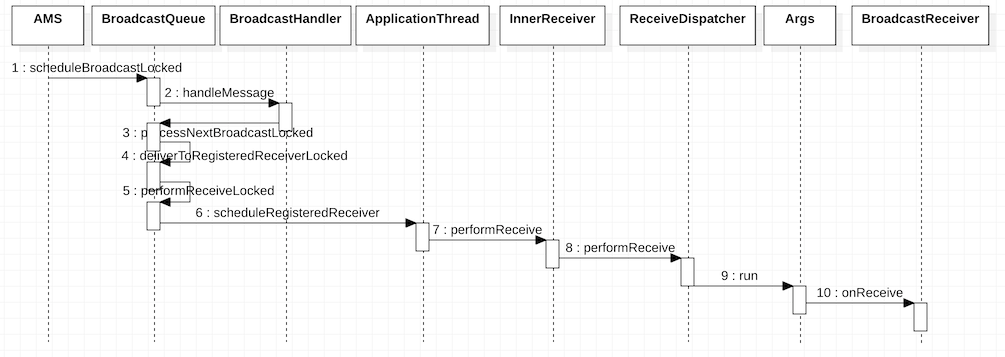 AMS
BroadcastQueue
BroadcastHandler
ApplicationThread
InnerReceiver
ReceiveDispatcher
Args
BroadcastReceiver
1 : scheduleBroadcastLocked
2 : handleMessage
3 : processNextBroadcastLocked
4 : deliverToRegisteredReceiverLocked
5 : performReceiveLocked
6 : scheduleRegisteredReceiver
7 : performReceive
8 : performReceive
9 : run
10 : onReceive